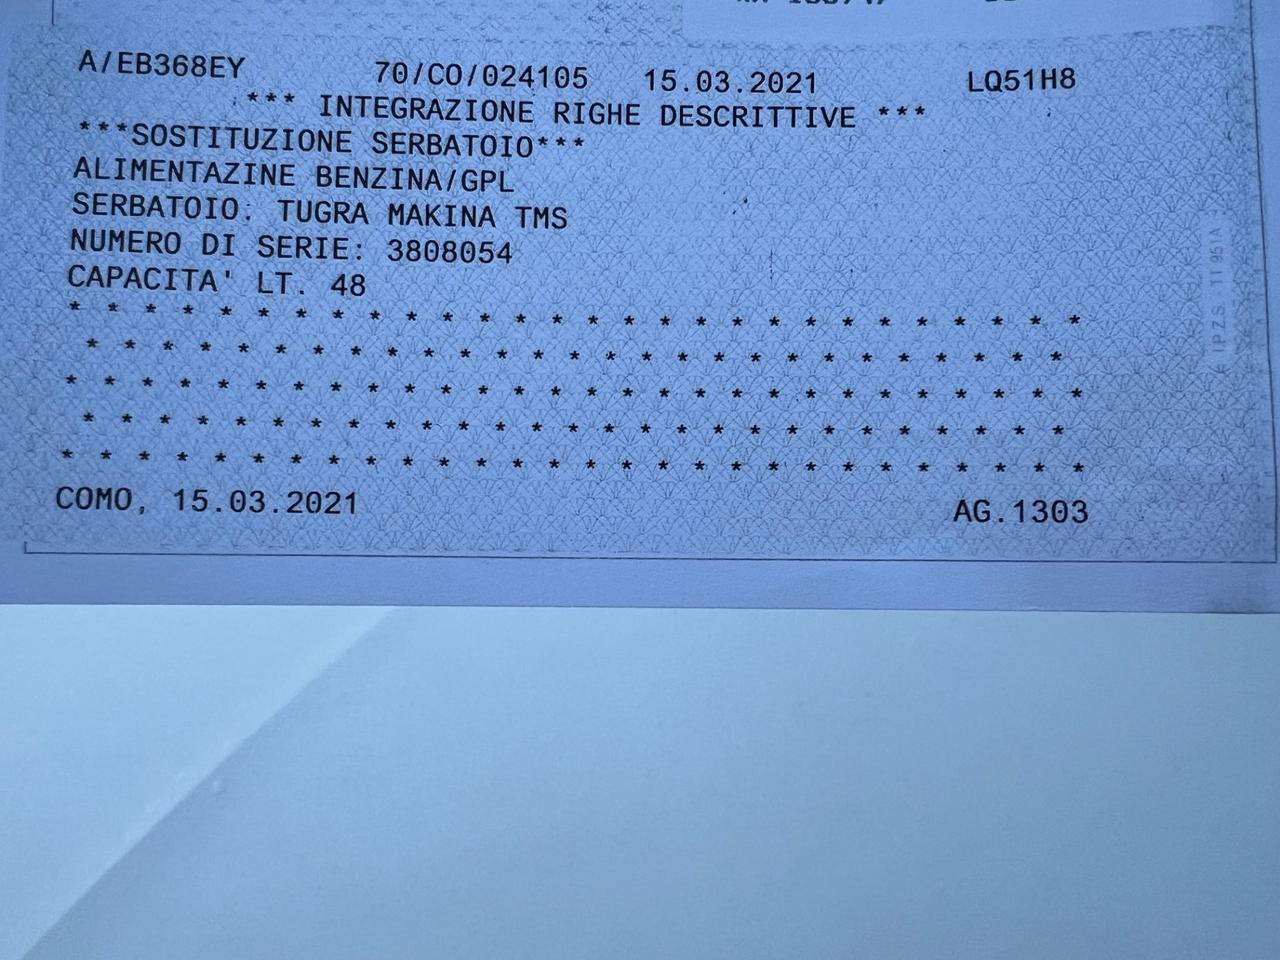 A/EB368EY 70/CO/024105 15.03.2021 LQ51H8
*** INTEGRAZIONE RIGHE DESCRITTIVE ***
***SOSTITUZIONE SERBATOIO***
ALIMENTAZINE BENZINA/GPL
SERBATOIO: TUGRA MAKINA TMS
NUMERO DI SERIE: 3808054
CAPACITA' LT. 48
* * * * * * * * * * * * * * * * * * * * * * * * * * * *
* * * * * * * * * * * * * * * * * * * * * * * * * * *
* * * * * * * * * * * * * * * * * * * * * * * * * * * *
* * * * * * * * * * * * * * * * * * * * * * * * * * *
* * * * * * * * * * * * * * * * * * * * * * * * * * * *
COMO, 15.03.2021 AG.1303